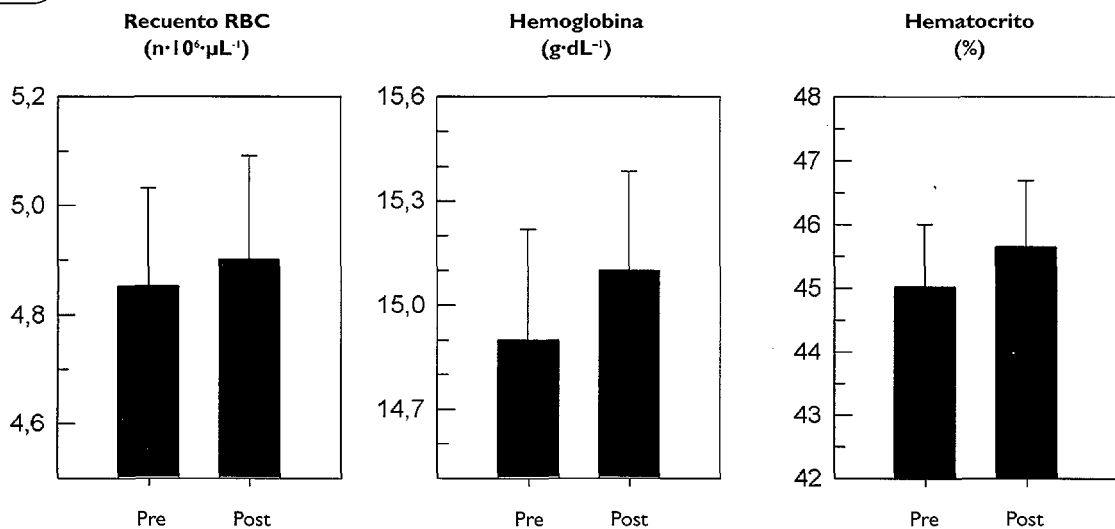 Recuento RBC
(n·10⁶·µL⁻¹)
5,2
5,0
4,8
4,6
Pre Post
Hemoglobina
(g·dL⁻¹)
15,6
15,3
15,0
14,7
Pre Post
Hematocrito
(%)
48
47
46
45
44
43
42
Pre Post